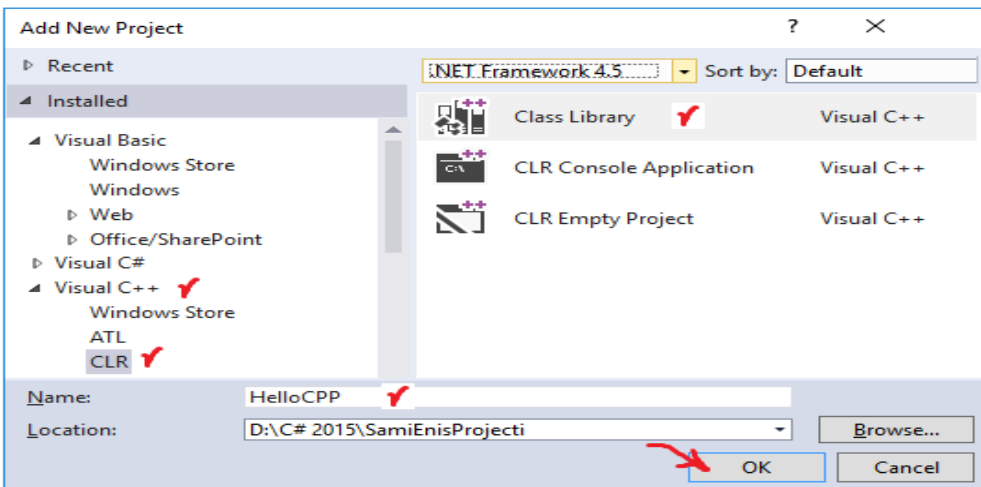 Add New Project ?
Recent
.NET Framework 4.5 Sort by: Default
Installed
Visual Basic
Windows Store
Windows
Web
Office/SharePoint
Visual C#
Visual C++
Windows Store
ATL
CLR
Class Library Visual C++
CLR Console Application Visual C++
CLR Empty Project Visual C++
Name: HelloCPP
Location: D:\C# 2015\SamiEnisProjecti Browse...
OK Cancel